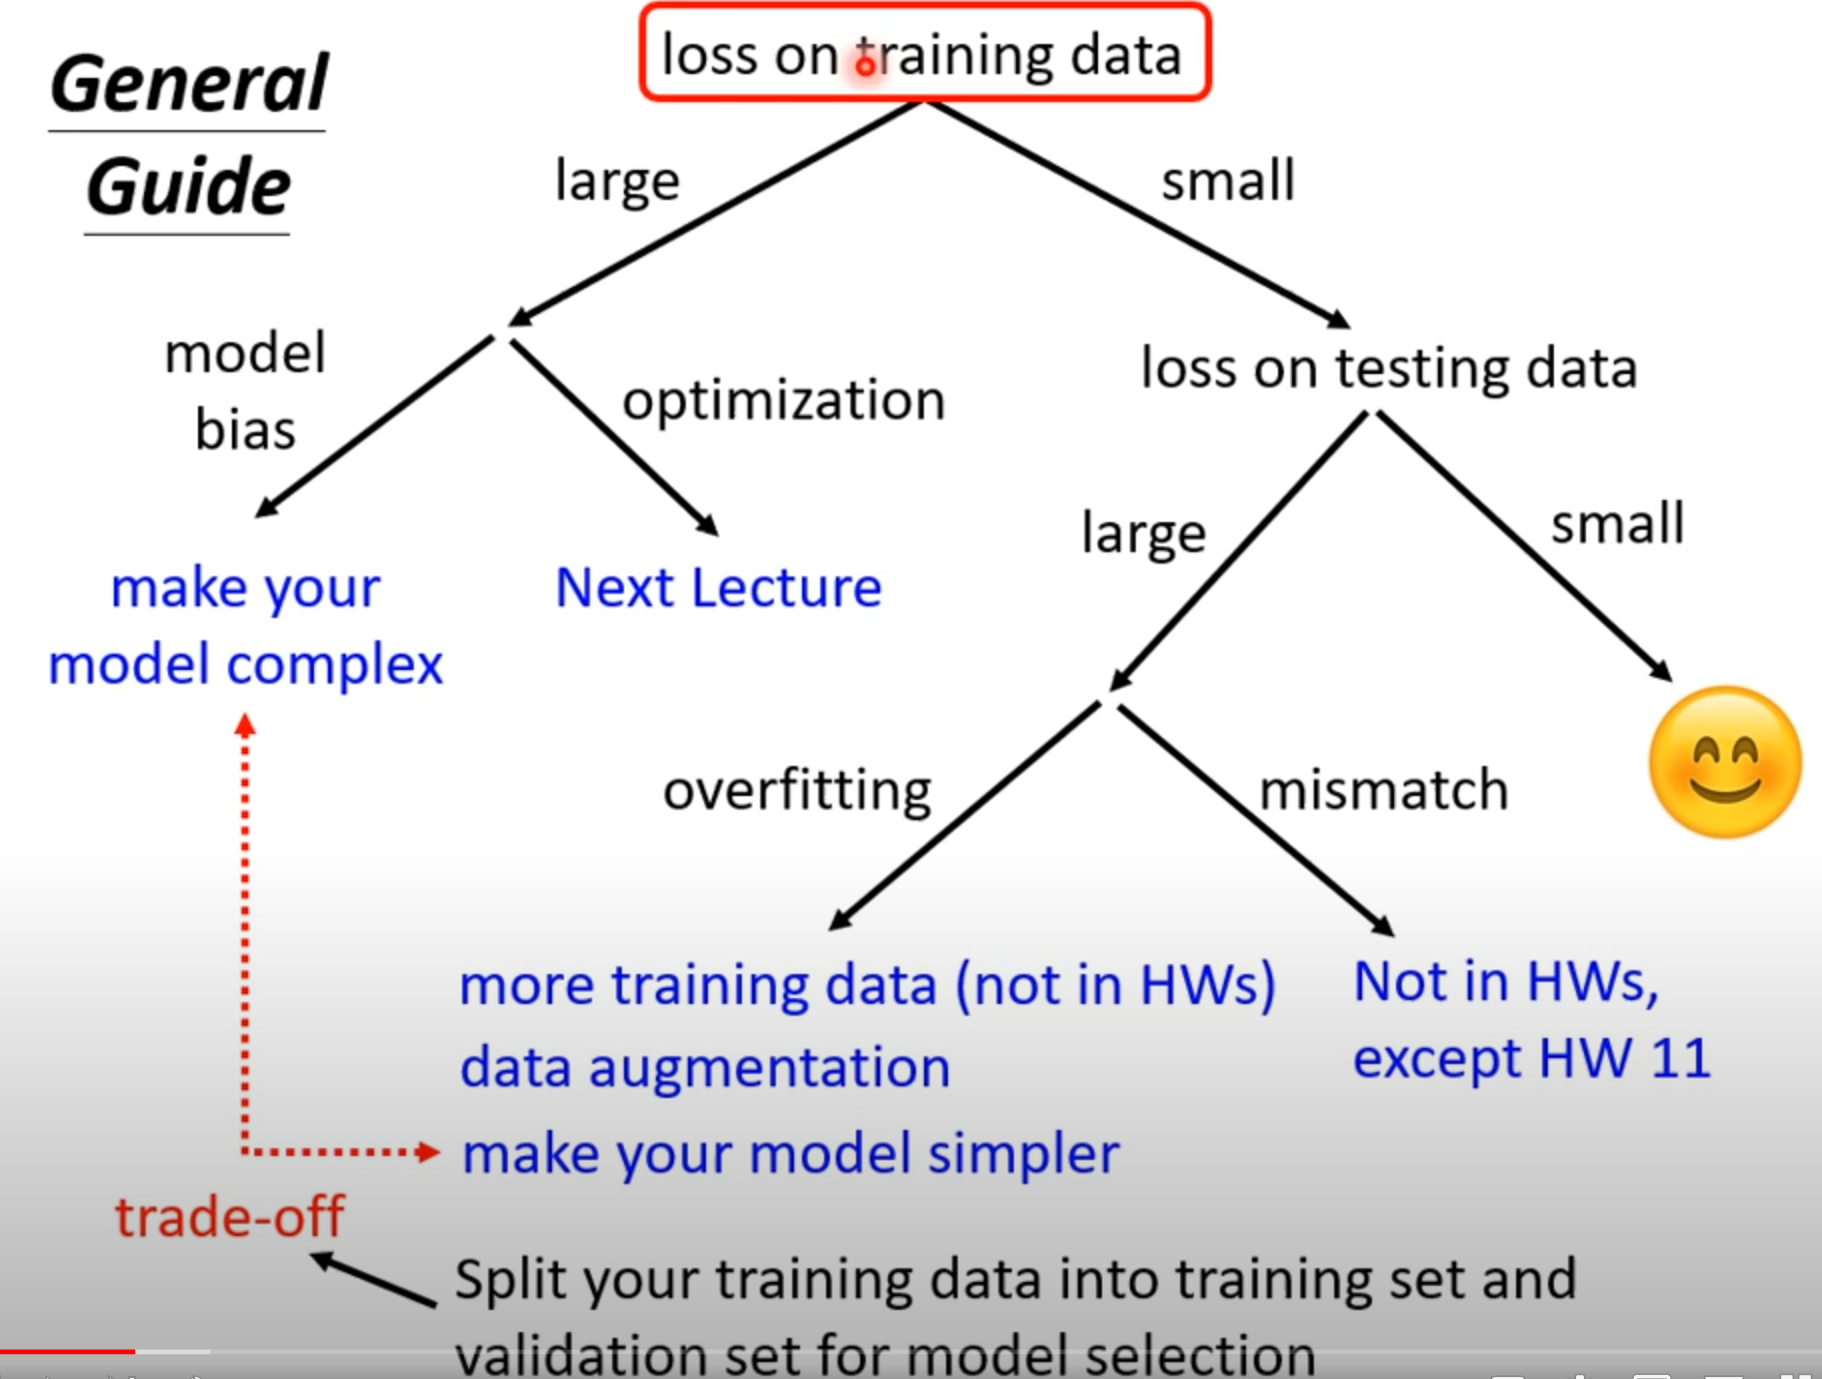 General
Guide
loss on training data
large
small
model
bias
optimization
loss on testing data
make your
model complex
Next Lecture
large
small
overfitting
mismatch
more training data (not in HWs)
data augmentation
make your model simpler
Not in HWs,
except HW 11
trade-off
Split your training data into training set and
validation set for model selection